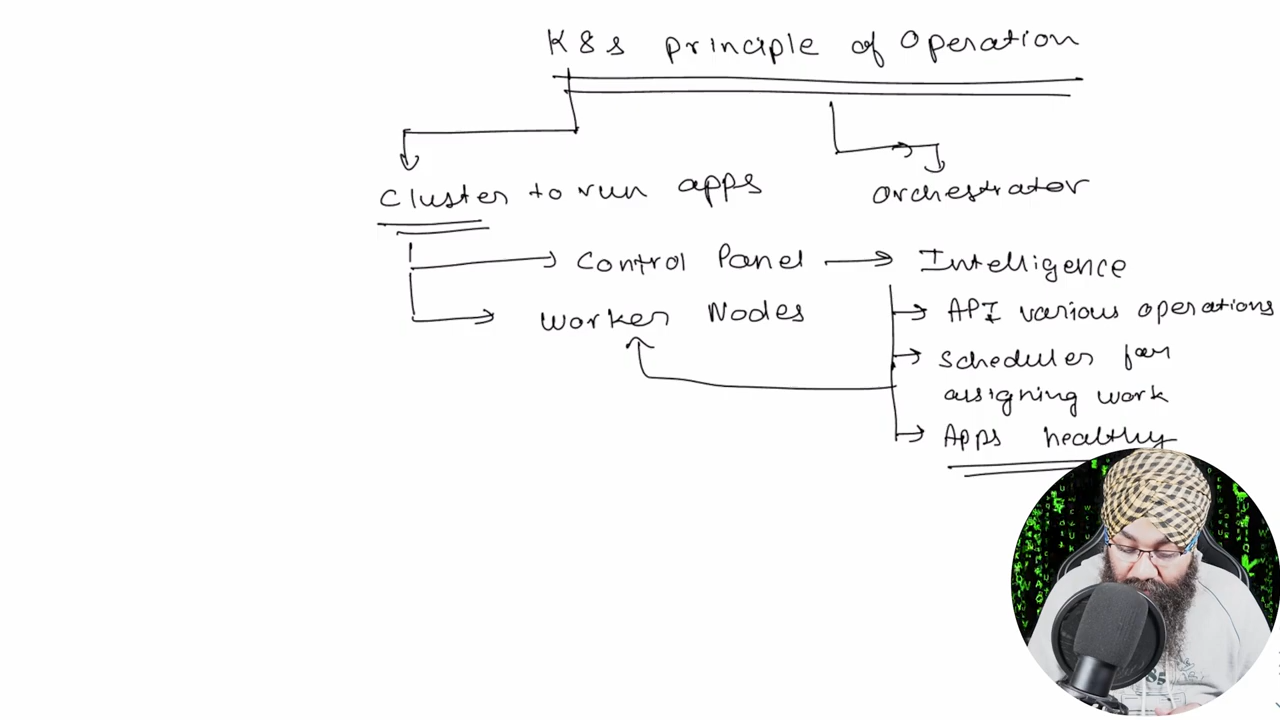 K8s principle of Operation
Cluster to run apps
Orchestrator
Control Panel
Intelligence
Worker Nodes
API various operations
Scheduler for
assigning work
Apps healthy